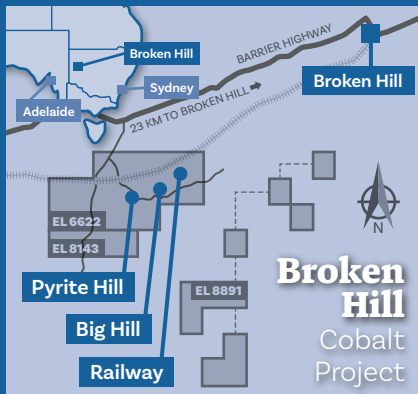 Broken Hill
Sydney
Adelaide
BARRIER HIGHWAY
Broken Hill
23 KM TO BROKEN HILL
EL 6622
EL 8143
EL 8891
N
Pyrite Hill
Big Hill
Railway
Broken
Hill
Cobalt
Project